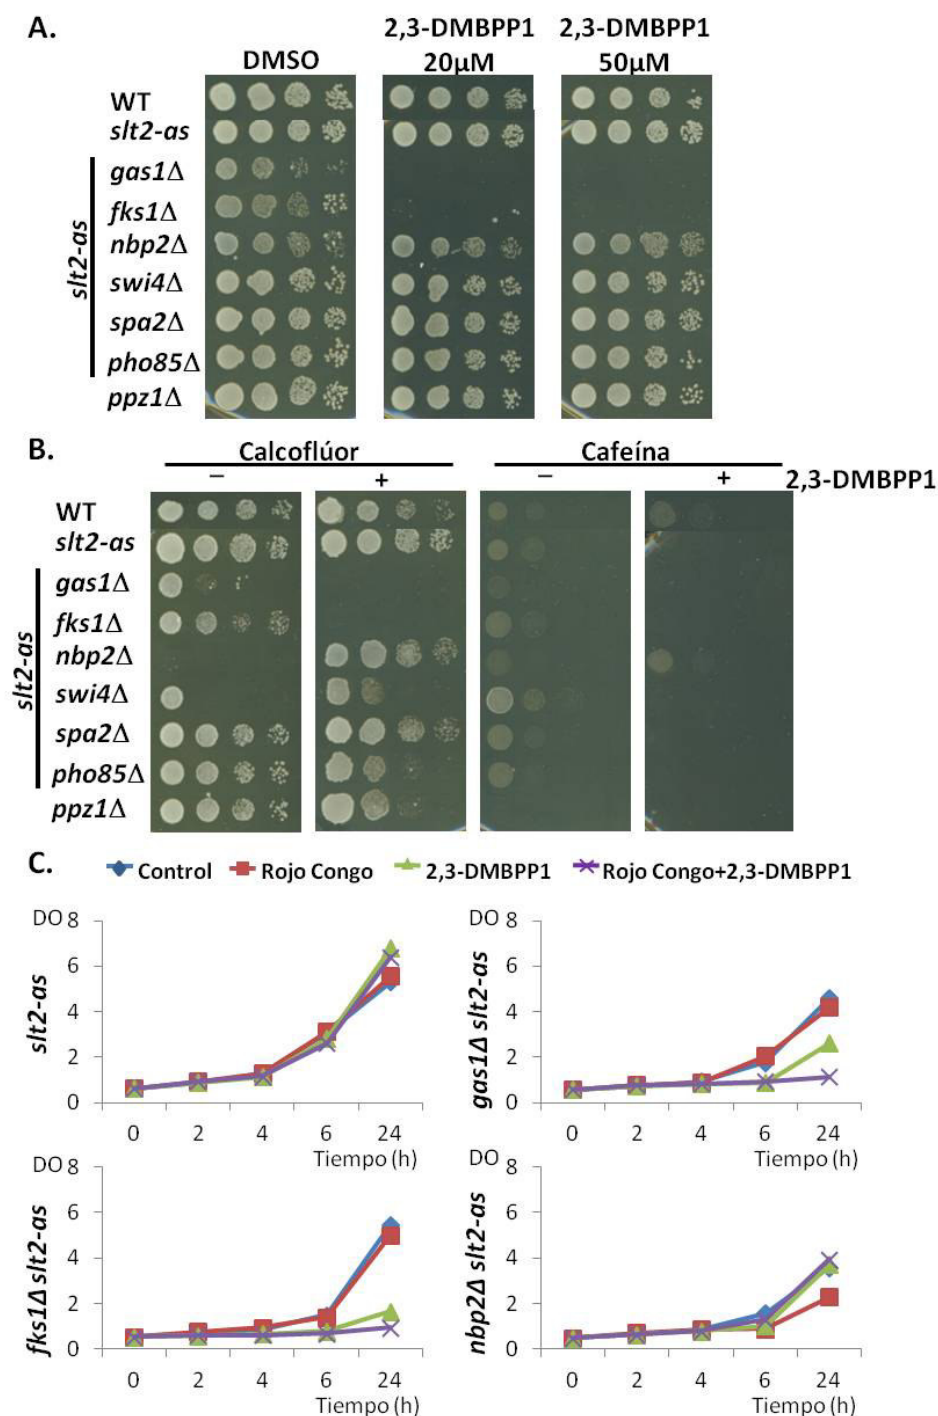 A.
2,3-DMBPP1 2,3-DMBPP1
DMSO 20µM 50µM
WT
slt2-as
gas1Δ
fks1Δ
nbp2Δ
swi4Δ
spa2Δ
pho85Δ
ppz1Δ
slt2-as
B.
Calcoflúor Cafeína
– + – + 2,3-DMBPP1
WT
slt2-as
gas1Δ
fks1Δ
nbp2Δ
swi4Δ
spa2Δ
pho85Δ
ppz1Δ
slt2-as
C.
Control Rojo Congo 2,3-DMBPP1 Rojo Congo+2,3-DMBPP1
DO 8
6
4
2
0
slt2-as
0 2 4 6 24
Tiempo (h)
DO 8
6
4
2
0
gas1Δ slt2-as
0 2 4 6 24
Tiempo (h)
DO 8
6
4
2
0
fks1Δ slt2-as
0 2 4 6 24
Tiempo (h)
DO 8
6
4
2
0
nbp2Δ slt2-as
0 2 4 6 24
Tiempo (h)